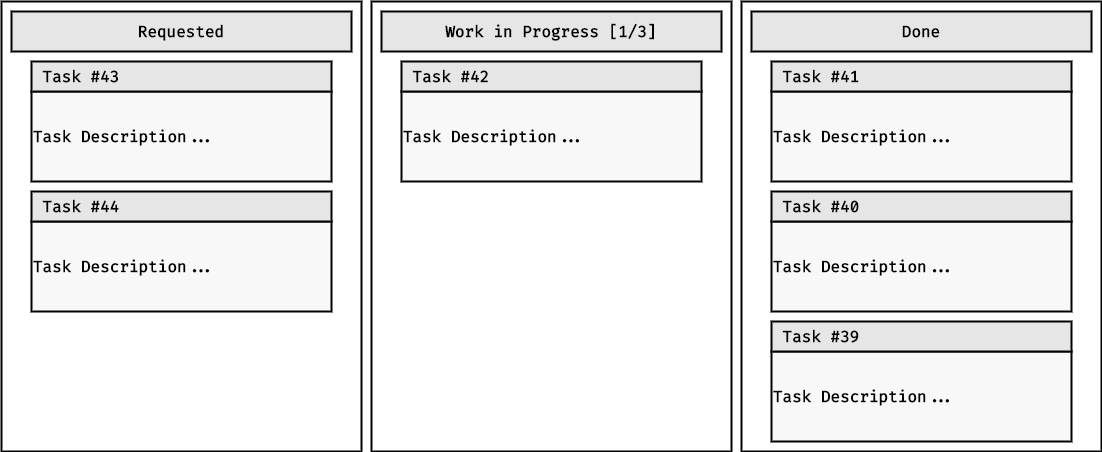 Requested
Task #43
Task Description...
Task #44
Task Description...
Work in Progress [1/3]
Task #42
Task Description...
Done
Task #41
Task Description...
Task #40
Task Description...
Task #39
Task Description...